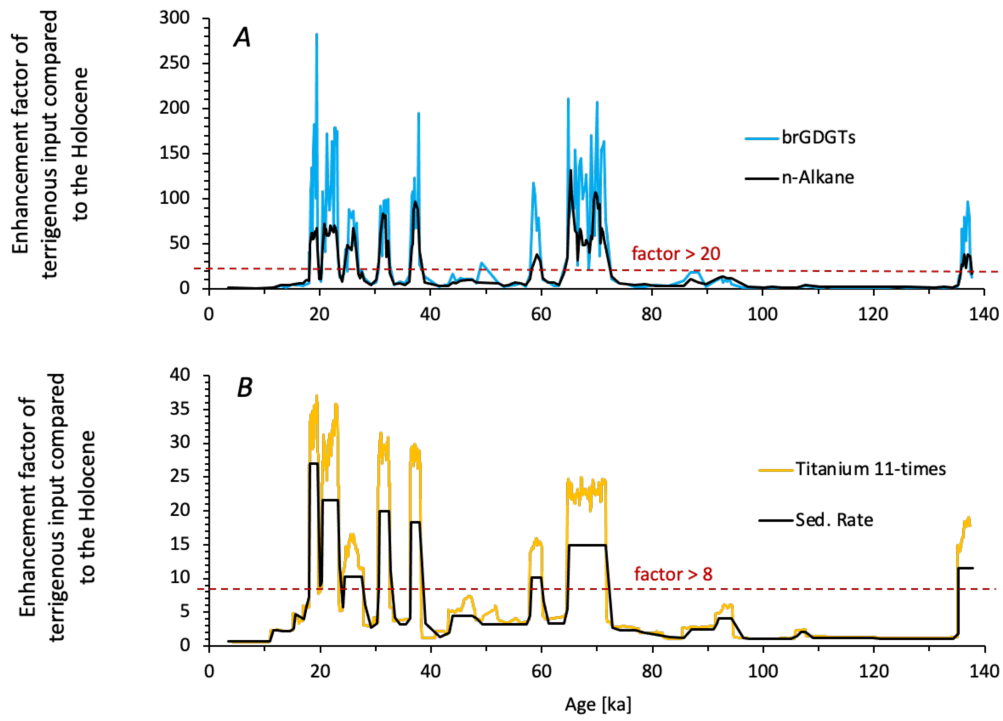 Enhancement factor of
terrigenous input compared
to the Holocene
A
300
250
200
150
100
50
0
brGDGTs
n-Alkane
factor > 20
0 20 40 60 80 100 120 140
Enhancement factor of
terrigenous input compared
to the Holocene
B
40
35
30
25
20
15
10
5
0
Titanium 11-times
Sed. Rate
factor > 8
0 20 40 60 80 100 120 140
Age [ka]